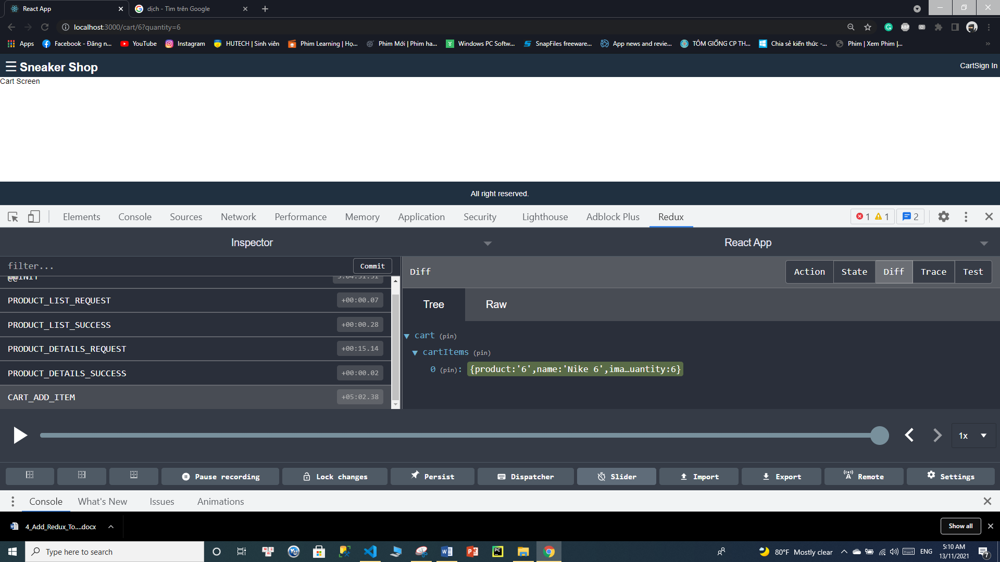 React App
dịch - Tìm trên Google
localhost:3000/cart/6?quantity=6
Apps
Facebook - Đăng n...
YouTube
Instagram
HUTECH | Sinh viên
Phim Learning | Họ...
Phim Mới | Phim ha...
Windows PC Softw...
SnapFiles freeware...
App news and revie...
TÔM GIỐNG CP TH...
Chia sẻ kiến thức -...
Phim | Xem Phim |...
☰ Sneaker Shop
CartSign In
Cart Screen
All right reserved.
Elements
Console
Sources
Network
Performance
Memory
Application
Security
Lighthouse
Adblock Plus
Redux
1
1
2
Inspector
React App
filter...
Commit
Diff
Action
State
Diff
Trace
Test
@@INIT
5:04:51.51
PRODUCT_LIST_REQUEST
+00:00.07
PRODUCT_LIST_SUCCESS
+00:00.28
PRODUCT_DETAILS_REQUEST
+00:15.14
PRODUCT_DETAILS_SUCCESS
+00:00.02
CART_ADD_ITEM
+05:02.38
Tree
Raw
cart (pin)
cartItems (pin)
0 (pin): {product:'6',name:'Nike 6',ima…uantity:6}
1x
Pause recording
Lock changes
Persist
Dispatcher
Slider
Import
Export
Remote
Settings
Console
What's New
Issues
Animations
4_Add_Redux_To....docx
Show all
Type here to search
80°F Mostly clear
ENG
5:10 AM
13/11/2021
7